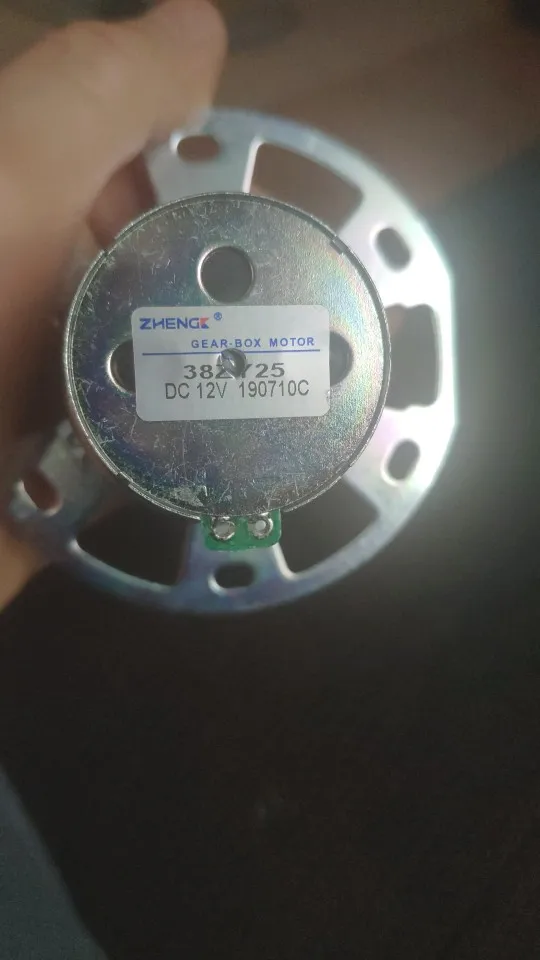 ZHENGK ®
GEAR-BOX MOTOR
DC 12V 190710C